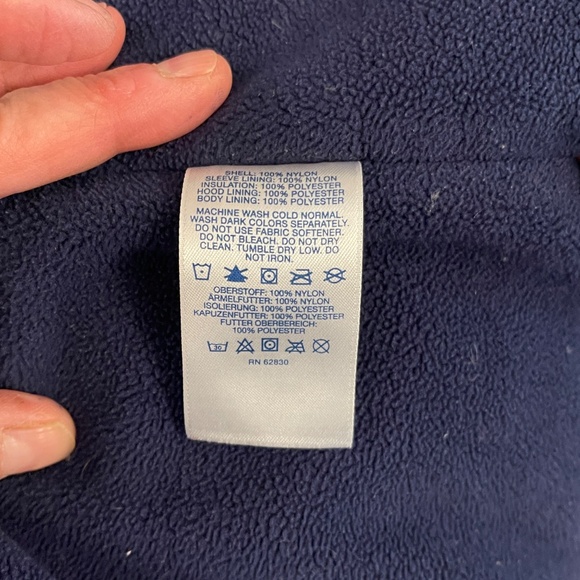 SHELL: 100% NYLON
SLEEVE LINING: 100% NYLON
INSULATION: 100% POLYESTER
HOOD LINING: 100% POLYESTER
BODY LINING: 100% POLYESTER
MACHINE WASH COLD NORMAL.
WASH DARK COLORS SEPARATELY.
DO NOT USE FABRIC SOFTENER.
DO NOT BLEACH. DO NOT DRY
CLEAN. TUMBLE DRY LOW. DO
NOT IRON.
OBERSTOFF: 100% NYLON
ÄRMELFUTTER: 100% NYLON
ISOLIERUNG: 100% POLYESTER
KAPUZENFUTTER: 100% POLYESTER
FUTTER OBERBEREICH:
100% POLYESTER
30
RN 62830